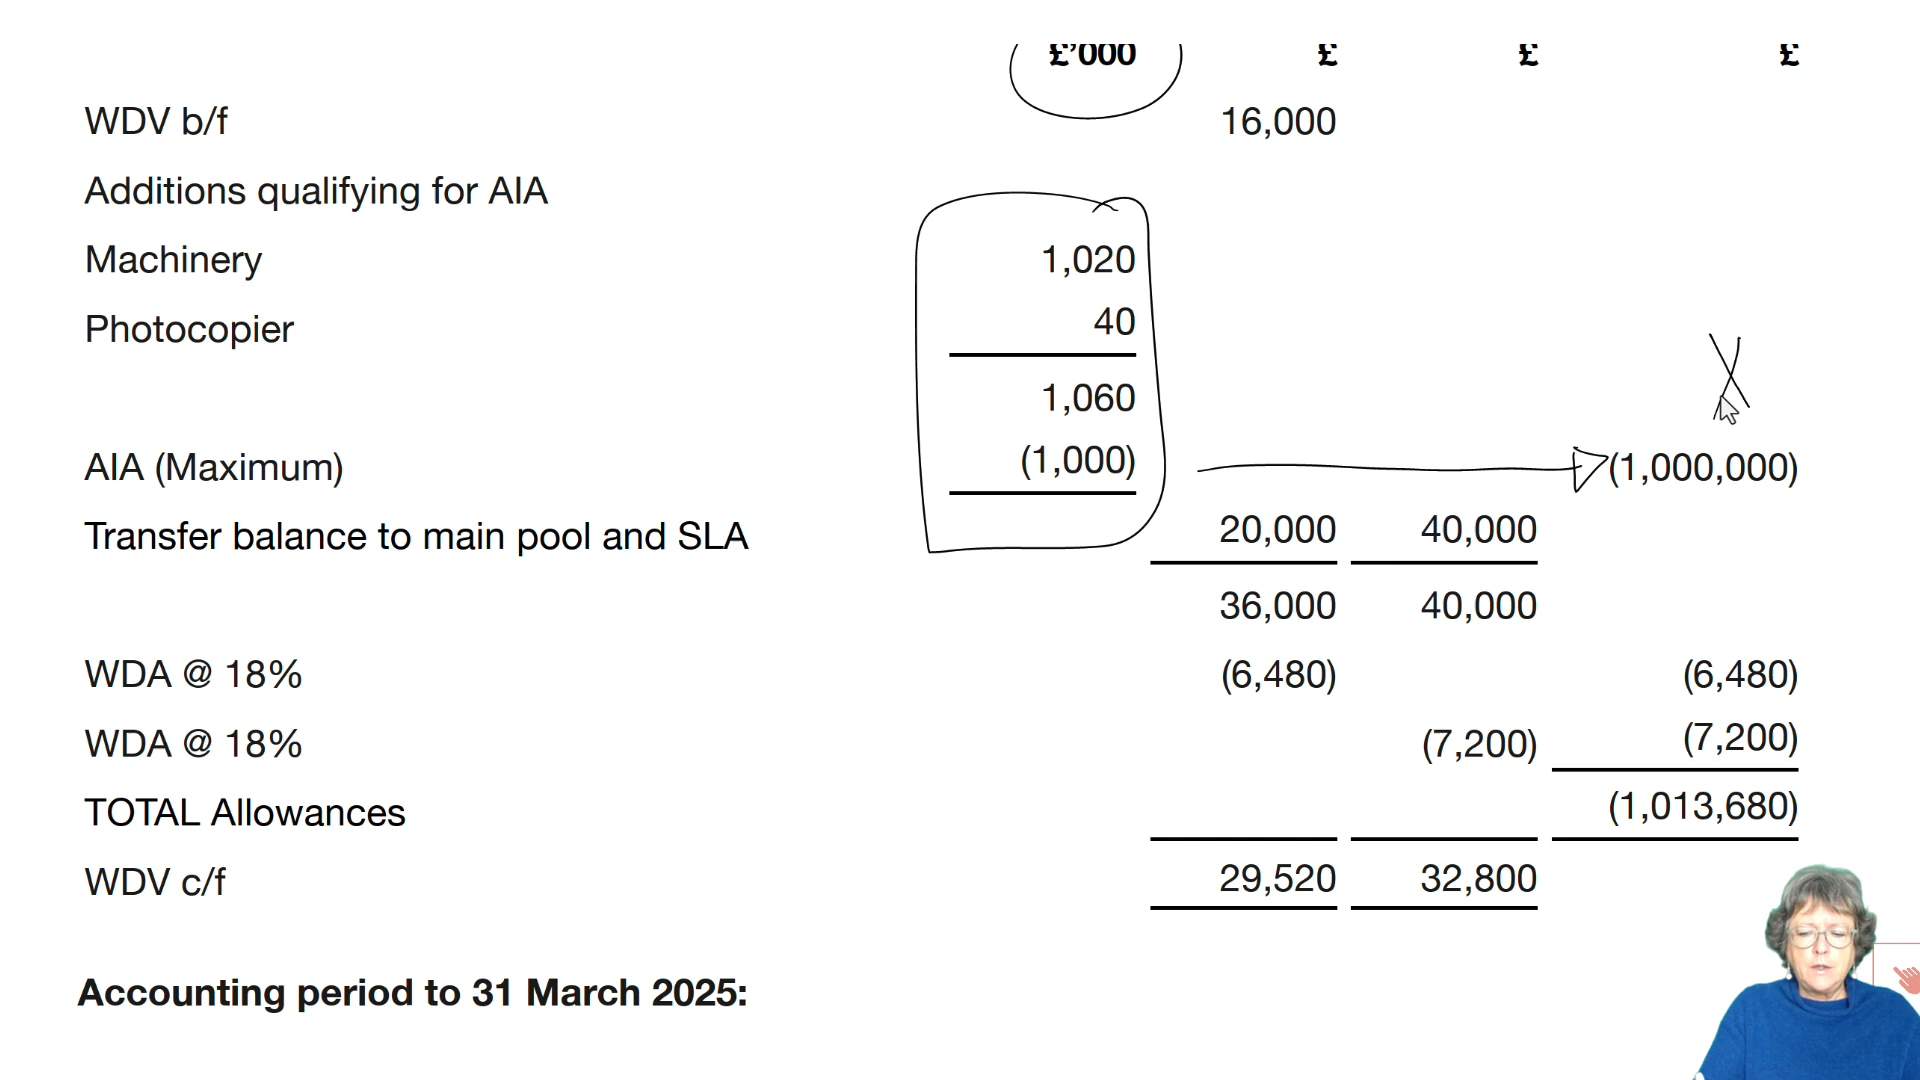 £'000 £ £ £
WDV b/f 16,000
Additions qualifying for AIA
Machinery 1,020
Photocopier 40
1,060
AIA (Maximum) (1,000) (1,000,000)
Transfer balance to main pool and SLA 20,000 40,000
36,000 40,000
WDA @ 18% (6,480) (6,480)
WDA @ 18% (7,200) (7,200)
TOTAL Allowances (1,013,680)
WDV c/f 29,520 32,800
Accounting period to 31 March 2025: